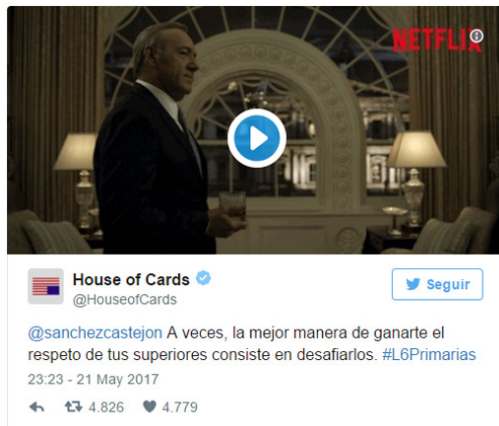 NETFLIX
House of Cards
@HouseofCards
Seguir
@sanchezcastejon A veces, la mejor manera de ganarte el
respeto de tus superiores consiste en desafiarlos. #L6Primarias
23:23 - 21 May 2017
4.826 4.779